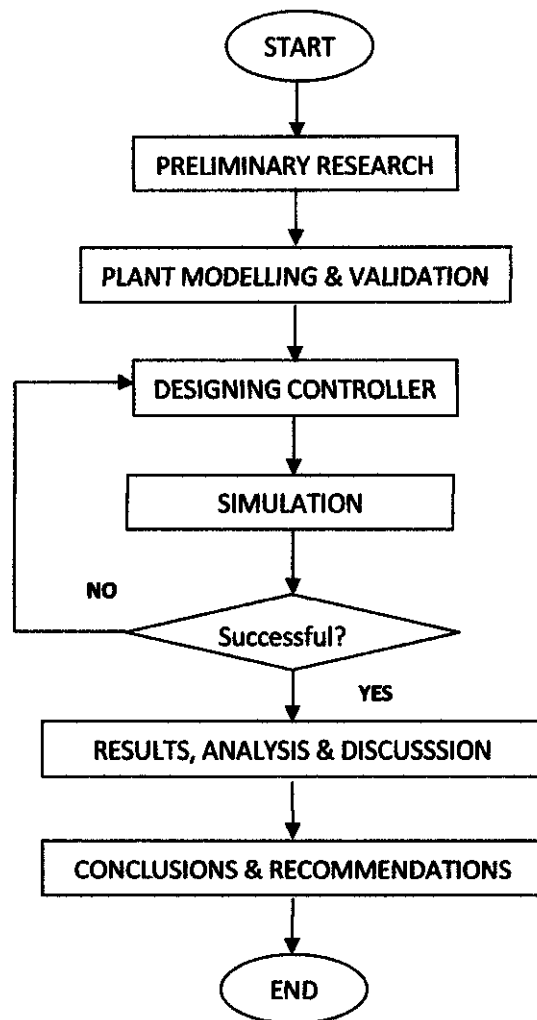 START
PRELIMINARY RESEARCH
PLANT MODELLING & VALIDATION
DESIGNING CONTROLLER
SIMULATION
NO
Successful?
YES
RESULTS, ANALYSIS & DISCUSSSION
CONCLUSIONS & RECOMMENDATIONS
END